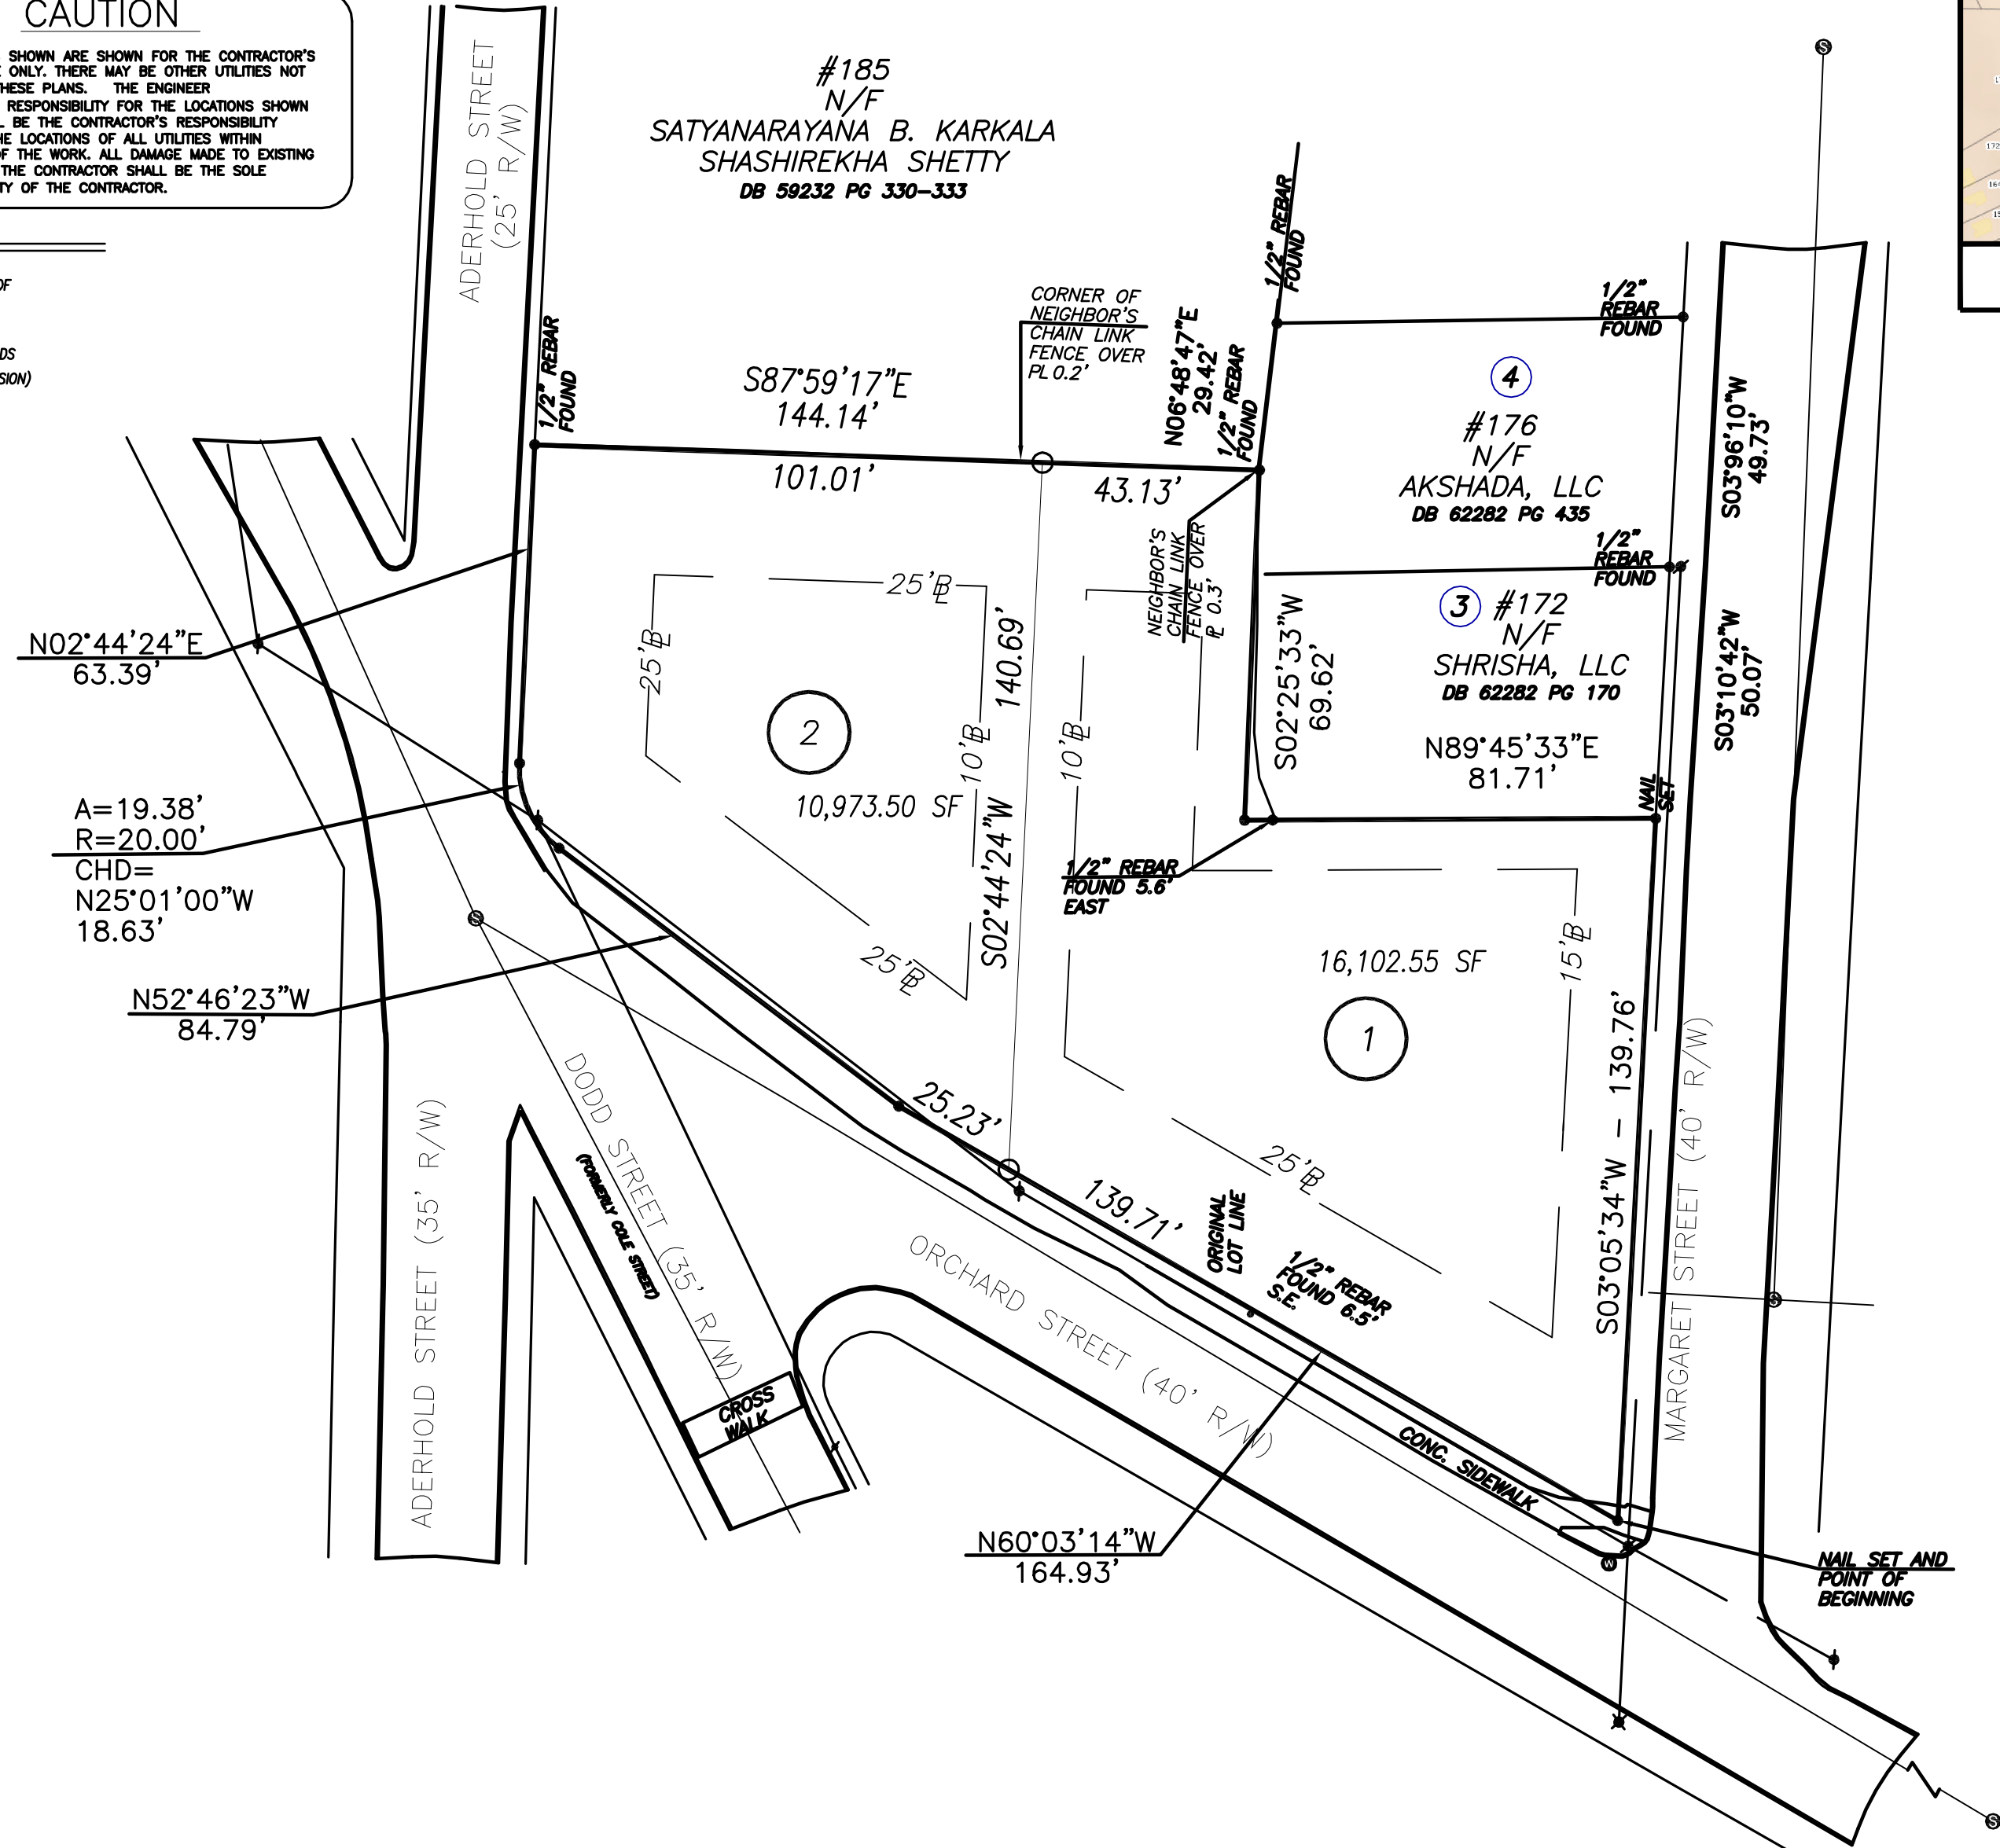 CAUTION
SHOWN ARE SHOWN FOR THE CONTRACTOR'S
ONLY. THERE MAY BE OTHER UTILITIES NOT
THESE PLANS. THE ENGINEER
RESPONSIBILITY FOR THE LOCATIONS SHOWN
BE THE CONTRACTOR'S RESPONSIBILITY
LOCATIONS OF ALL UTILITIES WITHIN
THE WORK. ALL DAMAGE MADE TO EXISTING
THE CONTRACTOR SHALL BE THE SOLE
OF THE CONTRACTOR.
ADERHOLD STREET
(25' R/W)
#185
N/F
SATYANARAYANA B. KARKALA
SHASHIREKHA SHETTY
DB 59232 PG 330-333
1/2" REBAR
FOUND
CORNER OF
NEIGHBOR'S
CHAIN LINK
FENCE OVER
PL 0.2'
N06°48'47"E
29.42'
1/2" REBAR
FOUND
1/2" REBAR
FOUND
1/2"
REBAR
FOUND
S87°59'17"E
144.14'
101.01'
43.13'
4
#176
N/F
AKSHADA, LLC
DB 62282 PG 435
S03°96'10"W
49.73'
1/2"
REBAR
FOUND
NEIGHBOR'S
CHAIN LINK
FENCE OVER
PL 0.3'
3 #172
N/F
SHRISHA, LLC
DB 62282 PG 170
S03°10'42"W
50.07'
S02°25'33"W
69.62'
N89°45'33"E
81.71'
NAIL
SET
N02°44'24"E
63.39'
25'BL
25'BL
2
10,973.50 SF
10'BL
10'BL
140.69'
S02°44'24"W
A=19.38'
R=20.00'
CHD=
N25°01'00"W
18.63'
1/2" REBAR
FOUND 5.6'
EAST
16,102.55 SF
15'BL
1
25'BL
N52°46'23"W
84.79'
25.23'
139.71'
25'BL
ORIGINAL
LOT LINE
1/2" REBAR
FOUND 6.5'
S.E.
S03°05'34"W - 139.76'
MARGARET STREET (40' R/W)
DODD STREET (35' R/W)
(FORMERLY COLE STREET)
ADERHOLD STREET (35' R/W)
ORCHARD STREET (40' R/W)
CROSS
WALK
CONC. SIDEWALK
N60°03'14"W
164.93'
NAIL SET AND
POINT OF
BEGINNING